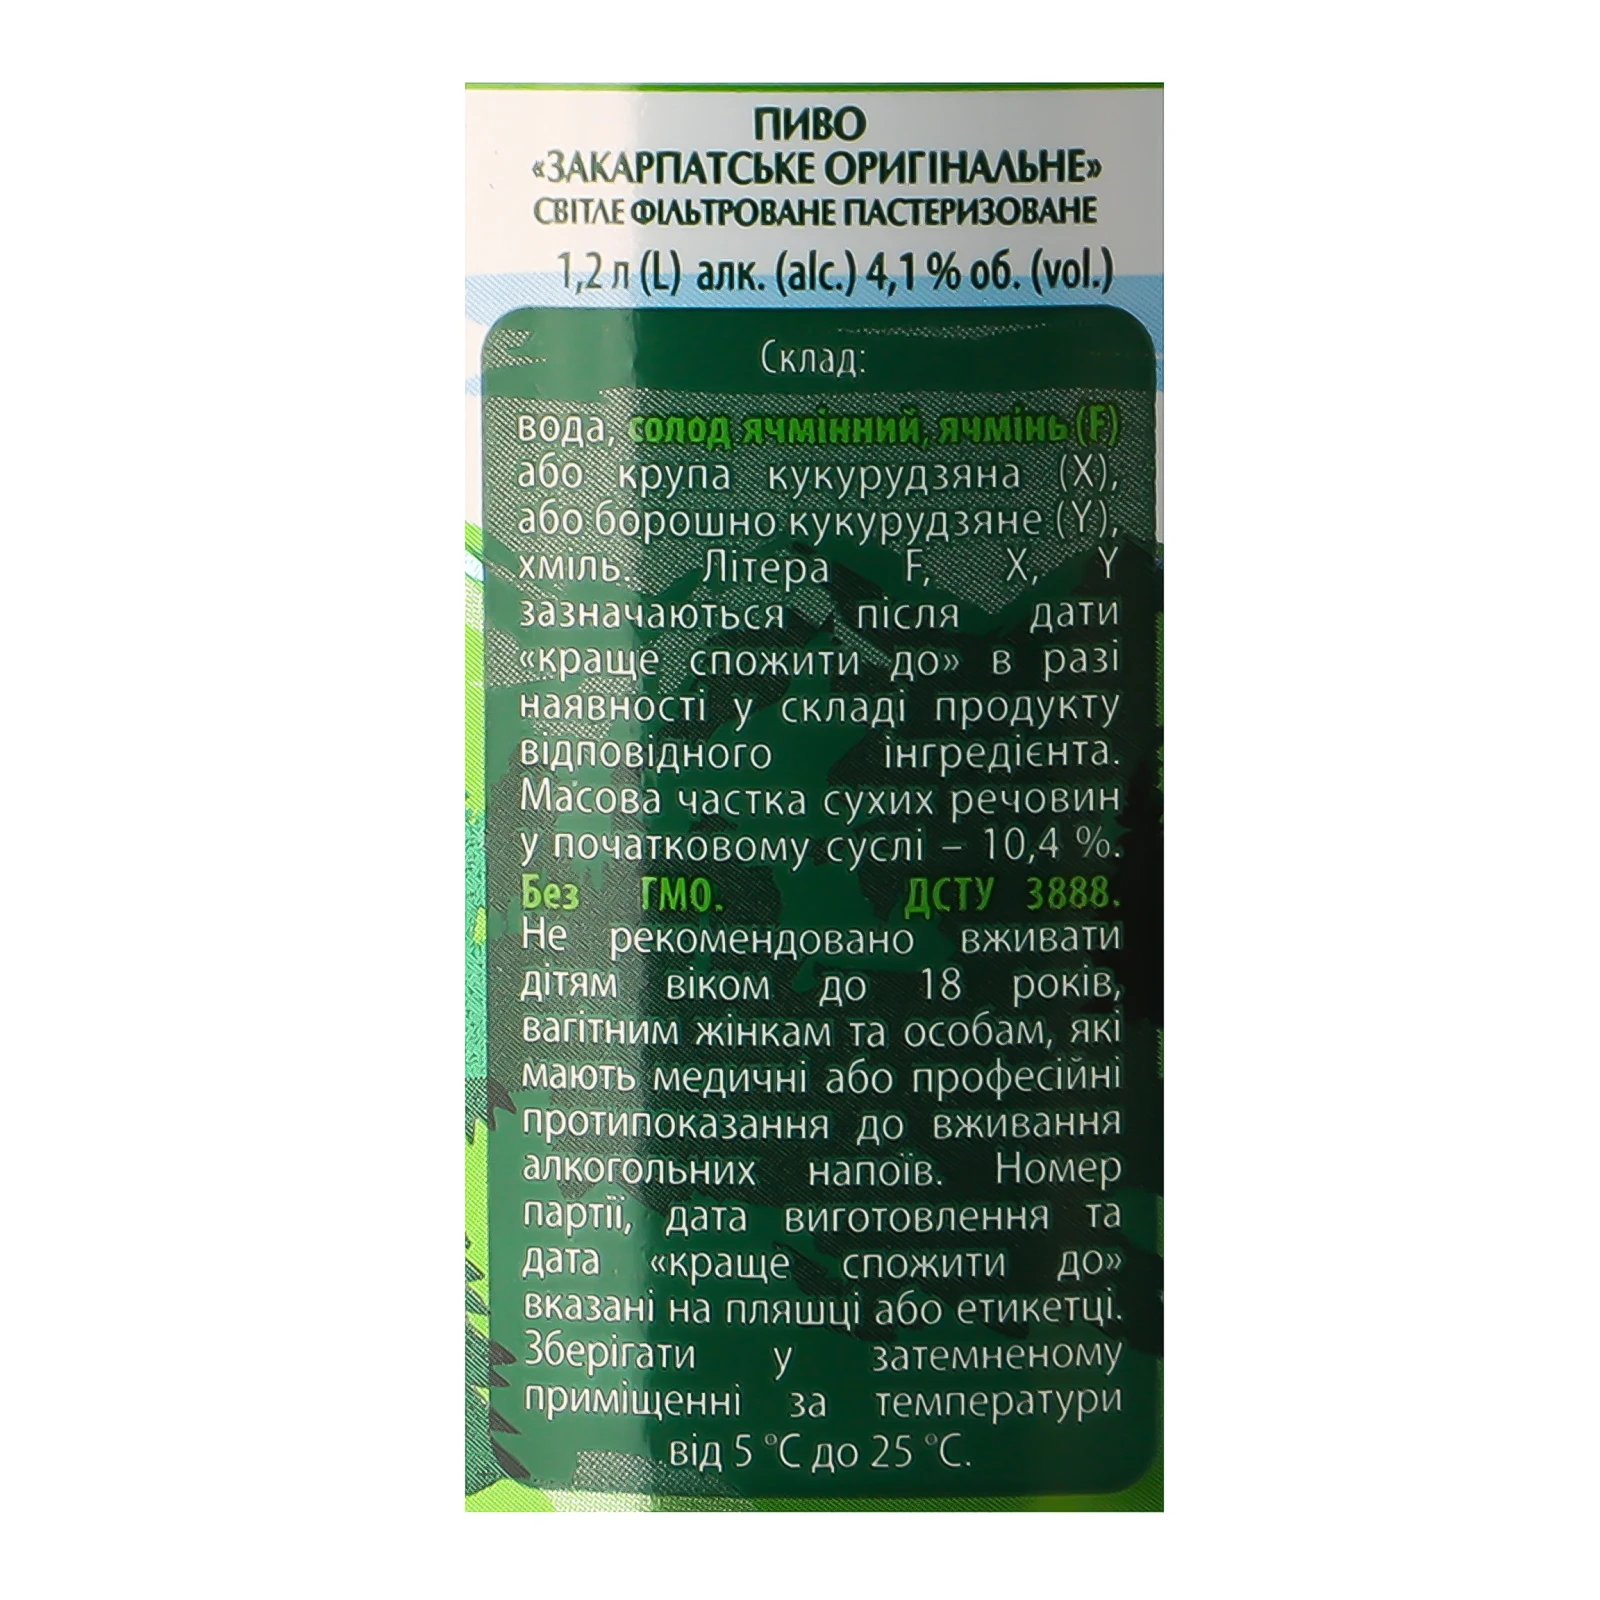 ПИВО
«ЗАКАРПАТСЬКЕ ОРИГІНАЛЬНЕ»
СВІТЛЕ ФІЛЬТРОВАНЕ ПАСТЕРИЗОВАНЕ
1,2 л (L) алк. (alc.) 4,1 % об. (vol.)
Склад:
вода, солод ячмінний, ячмінь (F)
або крупа кукурудзяна (X),
або борошно кукурудзяне (Y),
хміль. Літера F, X, Y
зазначаються після дати
«краще спожити до» в разі
наявності у складі продукту
відповідного інгредієнта.
Масова частка сухих речовин
у початковому суслі – 10,4 %.
Без ГМО. ДСТУ 3888.
Не рекомендовано вживати
дітям віком до 18 років,
вагітним жінкам та особам, які
мають медичні або професійні
протипоказання до вживання
алкогольних напоїв. Номер
партії, дата виготовлення та
дата «краще спожити до»
вказані на пляшці або етикетці.
Зберігати у затемненому
приміщенні за температури
від 5 °C до 25 °C.